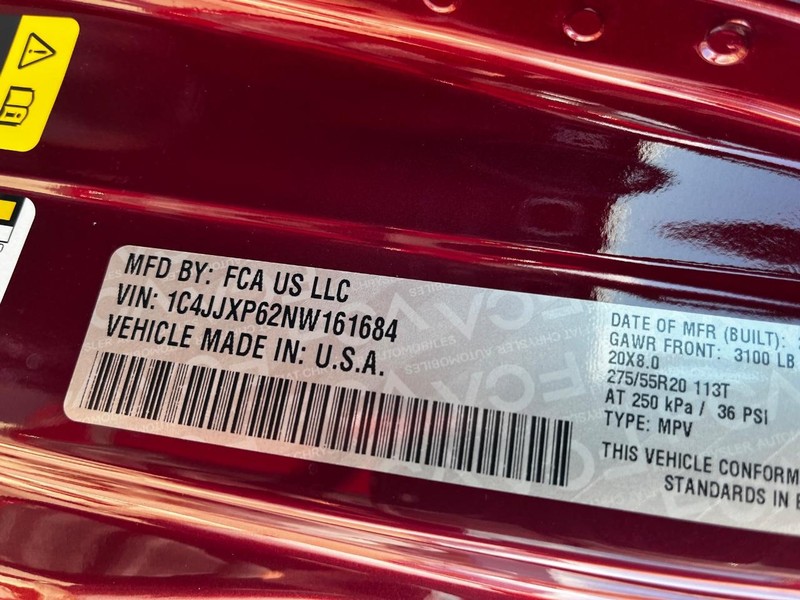 MFD BY: FCA US LLC
VIN: 1C4JJXP62NW161684
VEHICLE MADE IN: U.S.A.
DATE OF MFR (BUILT):
GAWR FRONT: 3100 LB
20X8.0
275/55R20 113T
AT 250 kPa / 36 PSI
TYPE: MPV
THIS VEHICLE CONFORM
STANDARDS IN